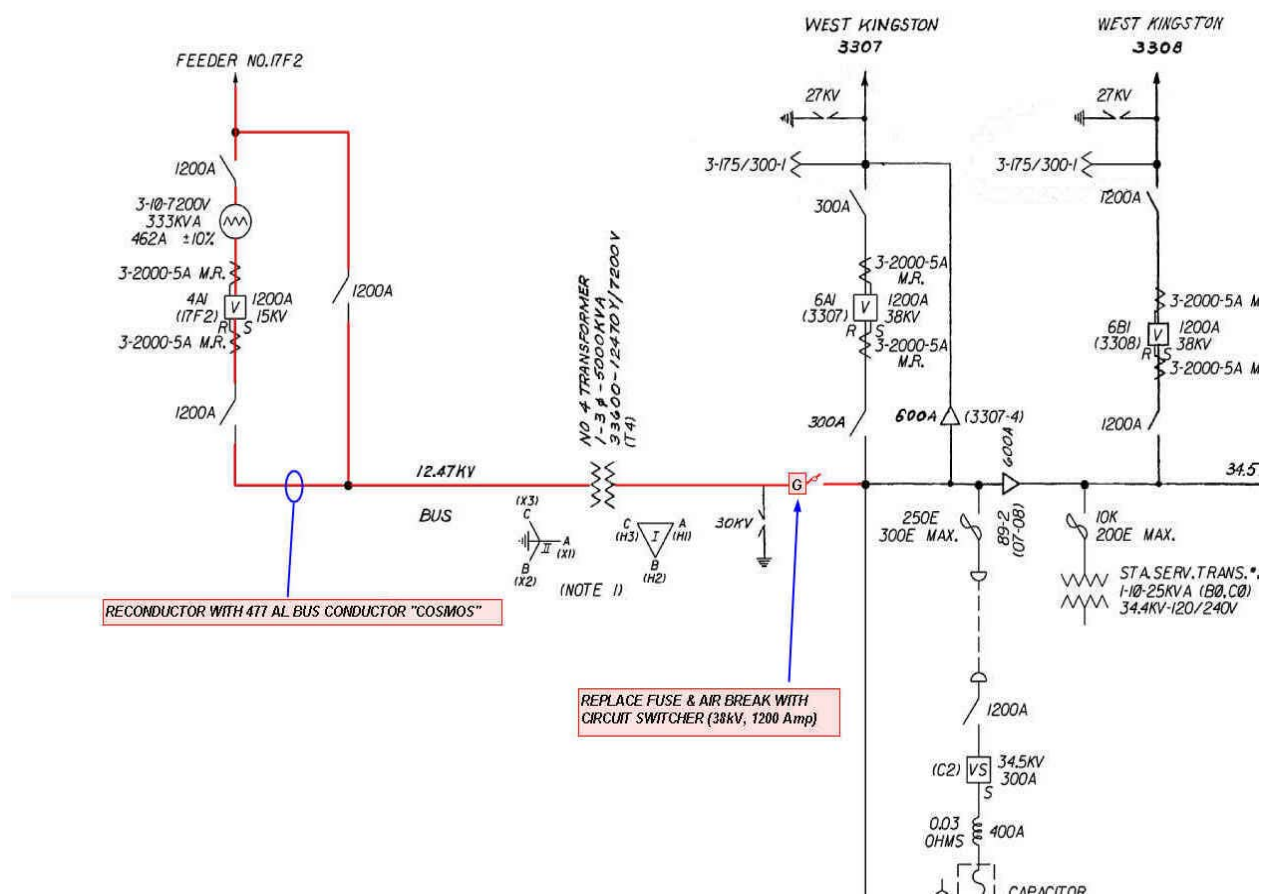 WEST KINGSTON
3307
WEST KINGSTON
3308
FEEDER NO.17F2
27KV
27KV
3-175/300-1
3-175/300-1
1200A
3-10-7200V
333KVA
462A ±10%
3-2000-5A M.R.
4A1
(17F2)
V
1200A
15KV
R S
3-2000-5A M.R.
1200A
1200A
NO 4 TRANSFORMER
1-3ø-5000KVA
33600-12470Y/7200V
(T4)
300A
3-2000-5A
M.R.
6A1
(3307)
V
1200A
38KV
R S
3-2000-5A
M.R.
300A
600A
(3307-4)
1200A
3-2000-5A M
6B1
(3308)
V
1200A
38KV
R S
3-2000-5A M
1200A
12.47KV
BUS
G
600A
34.5
(X3)
C
II
A
(X1)
B
(X2)
C
(H3)
I
A
(H1)
B
(H2)
(NOTE 1)
30KV
250E
300E MAX.
89-2
(07-08)
10K
200E MAX.
STA.SERV.TRANS.*.
1-10-25KVA (BØ,CØ)
34.4KV-120/240V
RECONDUCTOR WITH 477 AL BUS CONDUCTOR "COSMOS"
REPLACE FUSE & AIR BREAK WITH
CIRCUIT SWITCHER (38kV, 1200 Amp)
1200A
(C2)
VS
34.5KV
300A
S
0.03
OHMS
400A
CAPACITOR